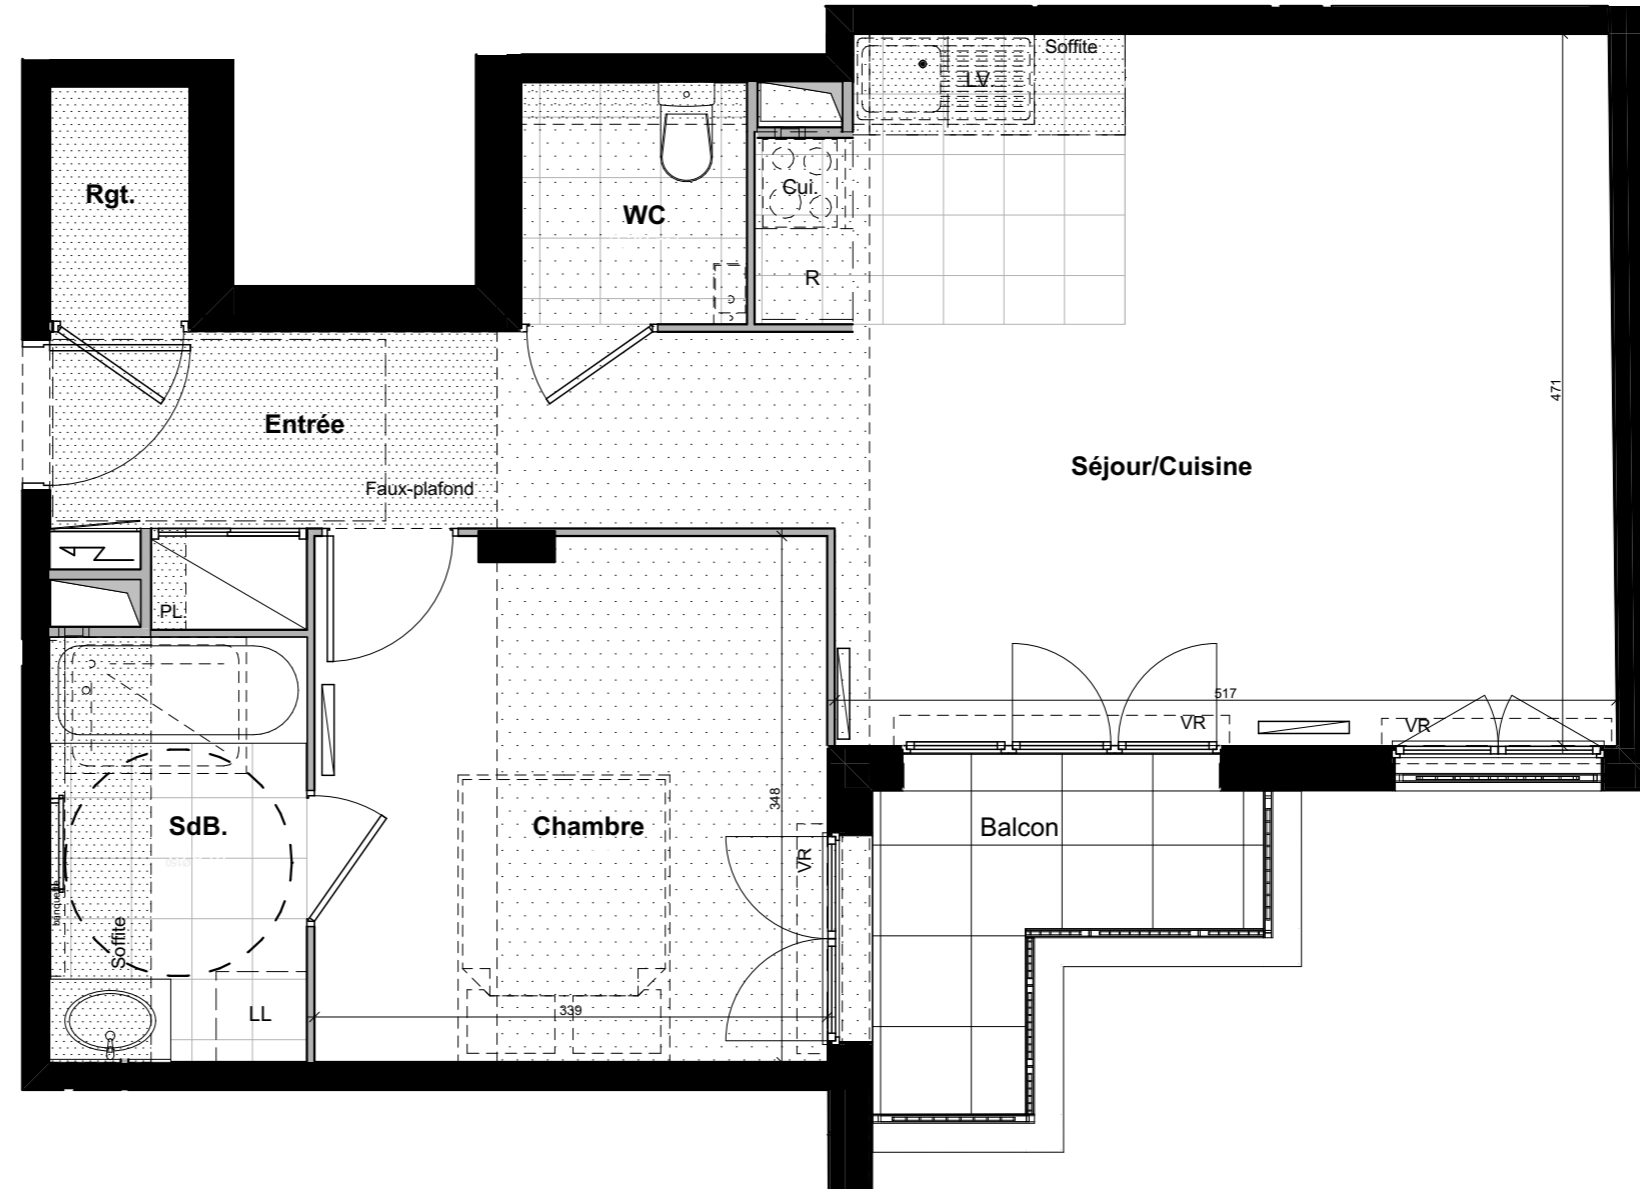 Soffite
LV.
Rgt.
Cui.
WC
R
471
Entrée
Séjour/Cuisine
Faux-plafond
PL.
517
VR
VR
348
SdB.
Chambre
Balcon
VR
banquette
Soffite
339
LL